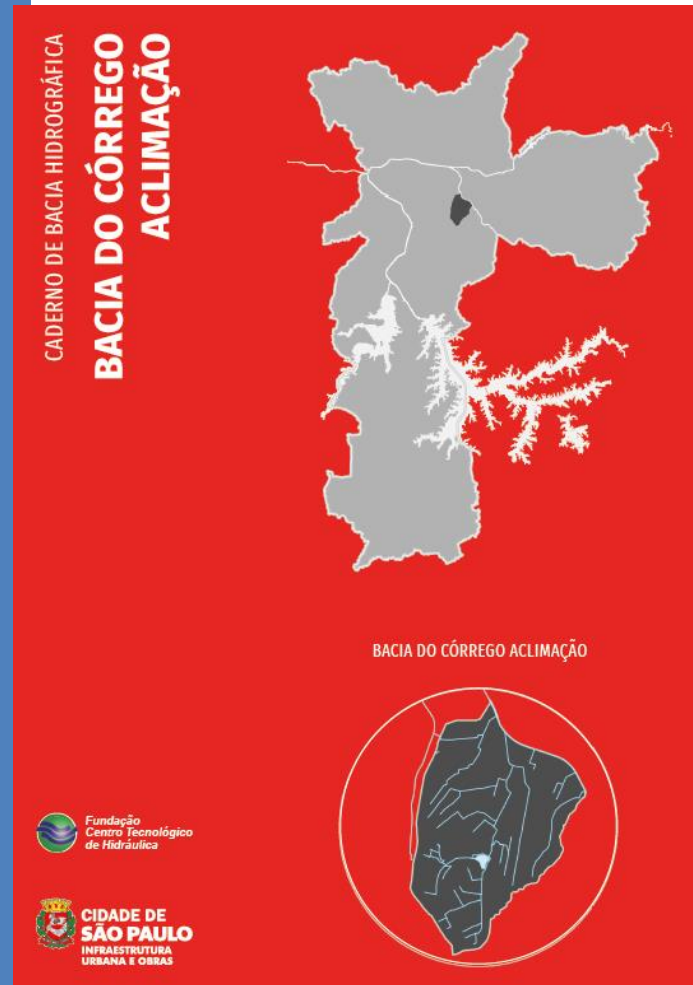 CADERNO DE BACIA HIDROGRÁFICA
BACIA DO CÓRREGO
ACLIMAÇÃO
BACIA DO CÓRREGO ACLIMAÇÃO
Fundação
Centro Tecnológico
de Hidráulica
CIDADE DE
SÃO PAULO
INFRAESTRUTURA
URBANA E OBRAS